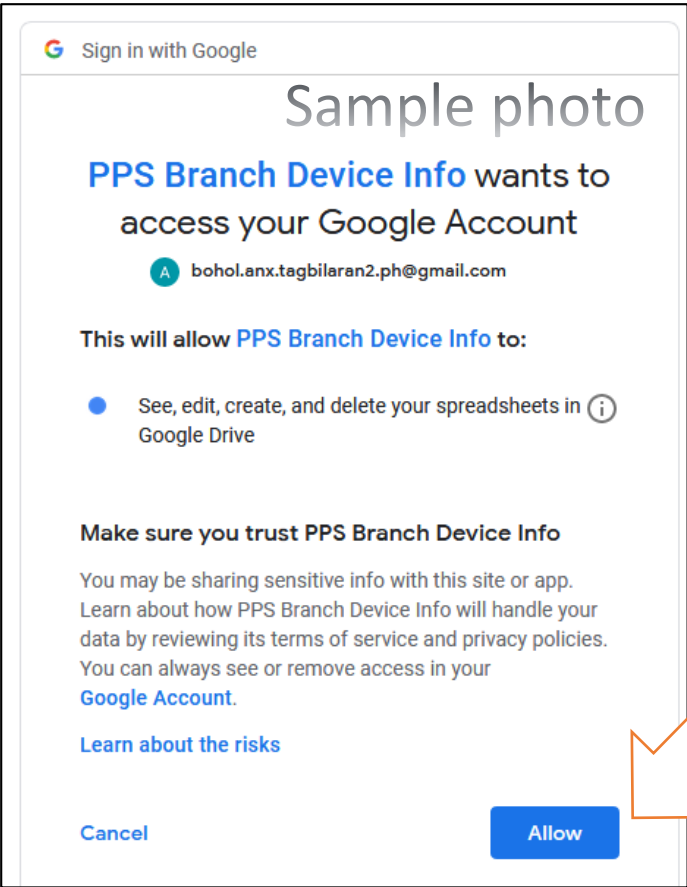 Sign in with Google
Sample photo
PPS Branch Device Info wants to
access your Google Account
A bohol.anx.tagbilaran2.ph@gmail.com
This will allow PPS Branch Device Info to:
See, edit, create, and delete your spreadsheets in
Google Drive
Make sure you trust PPS Branch Device Info
You may be sharing sensitive info with this site or app.
Learn about how PPS Branch Device Info will handle your
data by reviewing its terms of service and privacy policies.
You can always see or remove access in your
Google Account.
Learn about the risks
Cancel Allow